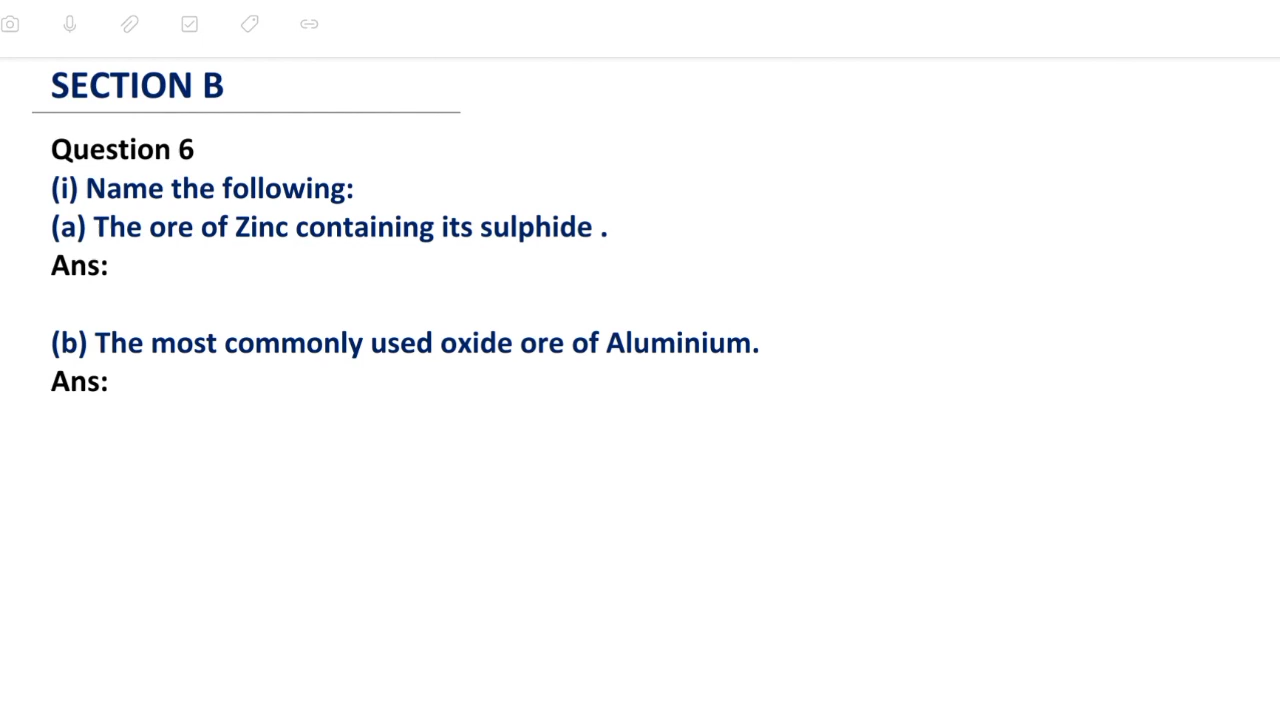 SECTION B
Question 6
(i) Name the following:
(a) The ore of Zinc containing its sulphide .
Ans:
(b) The most commonly used oxide ore of Aluminium.
Ans: